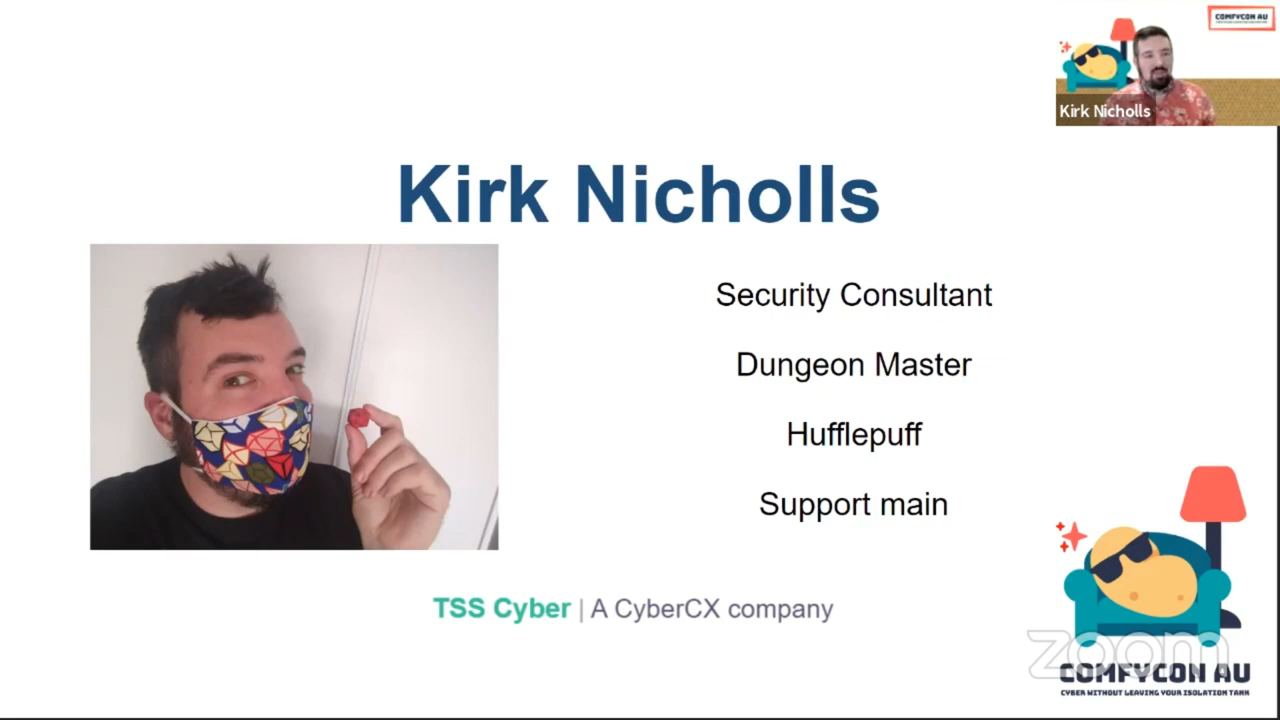 COMFYCON AU
Kirk Nicholls
Kirk Nicholls
Security Consultant
Dungeon Master
Hufflepuff
Support main
TSS Cyber | A CyberCX company
zoom
COMFYCON AU
CYBER WITHOUT LEAVING YOUR ISOLATION TANK